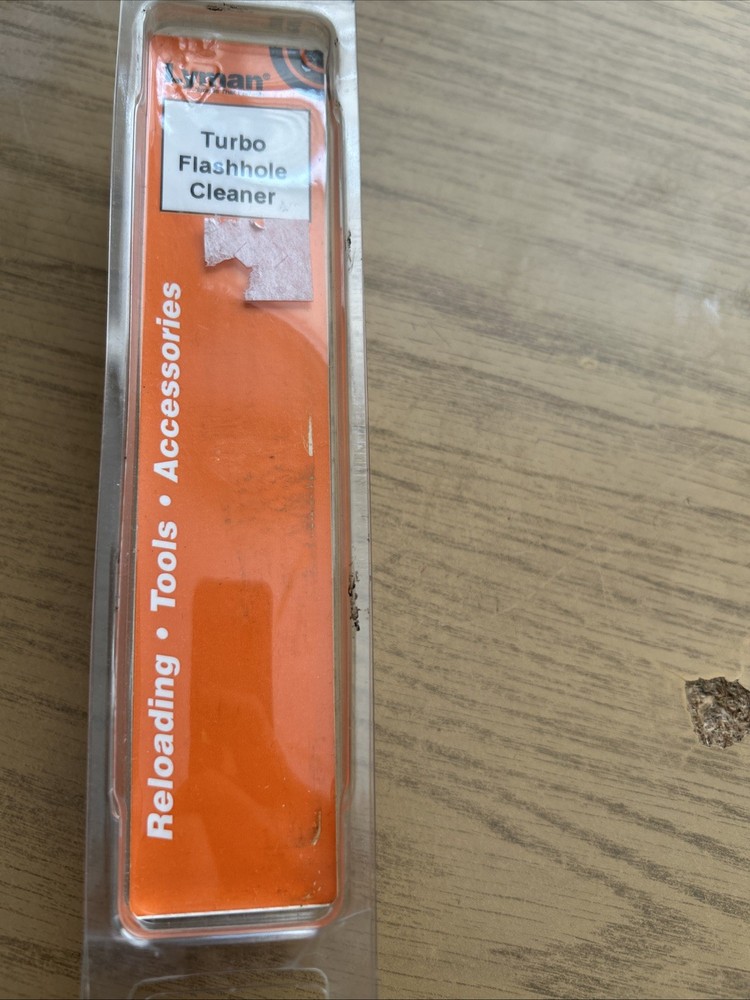 Lyman®
Turbo
Flashhole
Cleaner
Reloading • Tools • Accessories